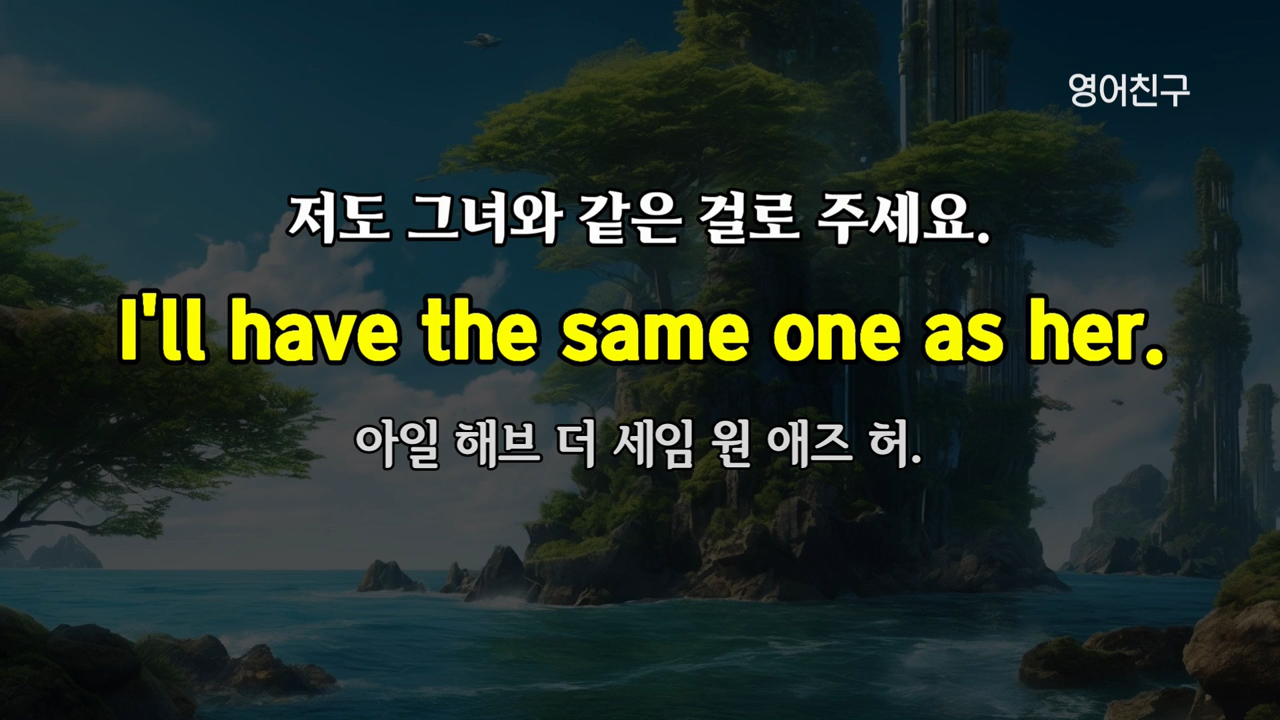 영어친구
저도 그녀와 같은 걸로 주세요.
I'll have the same one as her.
아일 해브 더 세임 원 애즈 허.